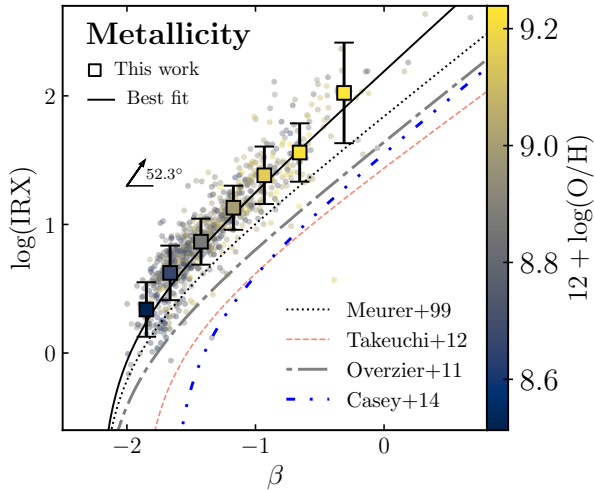 Metallicity
This work
Best fit
52.3°
Meurer+99
Takeuchi+12
Overzier+11
Casey+14
log(IRX)
2
1
0
−2
−1
0
β
9.2
9.0
8.8
8.6
12 + log(O/H)